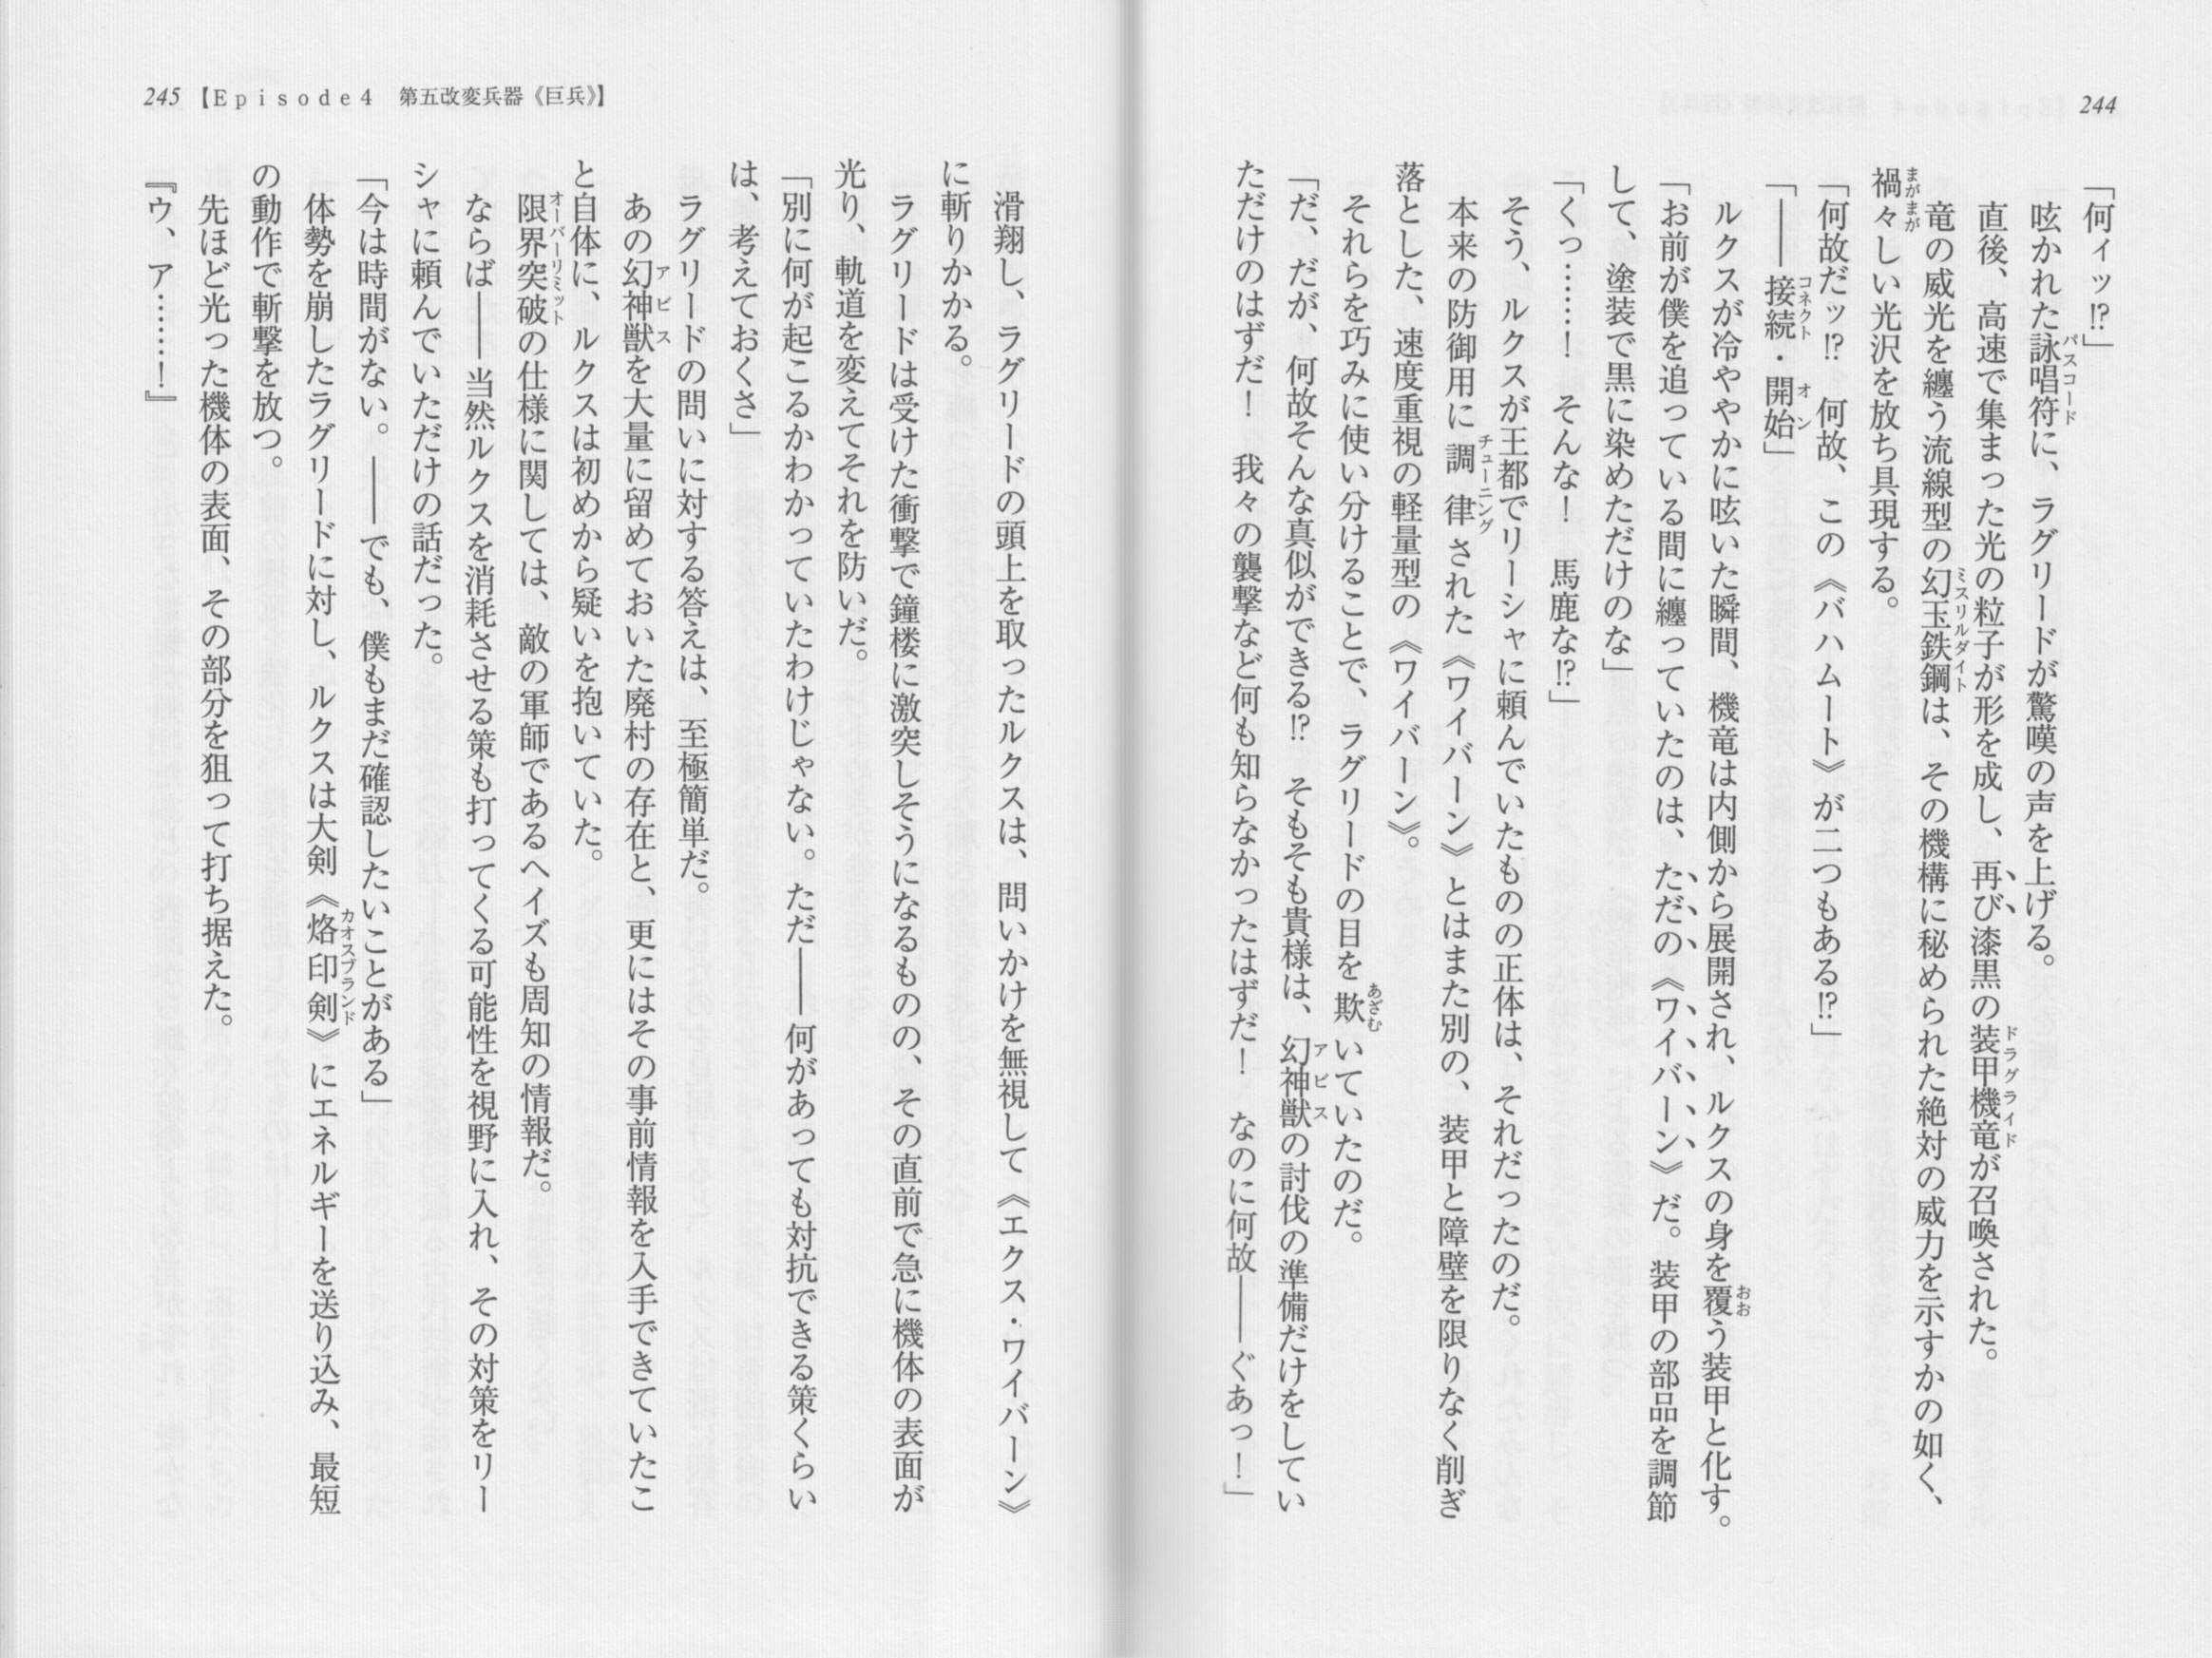 244
「何ィッ!?」
呟かれた詠唱符に、ラグリードが驚嘆の声を上げる。
直後、高速で集まった光の粒子が形を成し、再び漆黒の装甲機竜が召喚された。
竜の威光を纏う流線型の幻玉鉄鋼は、その機構に秘められた絶対の威力を示すかの如く、
禍々しい光沢を放ち具現する。
「何故だッ!?　何故、この《バハムート》が二つもある!?」
「――接続・開始」
ルクスが冷ややかに呟いた瞬間、機竜は内側から展開され、ルクスの身を覆う装甲と化す。
「お前が僕を追っている間に纏っていたのは、ただの《ワイバーン》だ。装甲の部品を調節
して、塗装で黒に染めただけのな」
「くっ……！　そんな！　馬鹿な!?」
そう、ルクスが王都でリーシャに頼んでいたものの正体は、それだったのだ。
本来の防御用に調律された《ワイバーン》とはまた別の、装甲と障壁を限りなく削ぎ
落とした、速度重視の軽量型の《ワイバーン》。
それらを巧みに使い分けることで、ラグリードの目を欺いていたのだ。
「だ、だが、何故そんな真似ができる!?　そもそも貴様は、幻神獣の討伐の準備だけをしてい
ただけのはずだ！　我々の襲撃など何も知らなかったはずだ！　なのに何故――ぐあっ！」
245【Episode4　第五改変兵器《巨兵》】
滑翔し、ラグリードの頭上を取ったルクスは、問いかけを無視して《エクス・ワイバーン》
に斬りかかる。
ラグリードは受けた衝撃で鐘楼に激突しそうになるものの、その直前で急に機体の表面が
光り、軌道を変えてそれを防いだ。
「別に何が起こるかわかっていたわけじゃない。ただ――何があっても対抗できる策くらい
は、考えておくさ」
ラグリードの問いに対する答えは、至極簡単だ。
あの幻神獣を大量に留めておいた廃村の存在と、更にはその事前情報を入手できていたこ
と自体に、ルクスは初めから疑いを抱いていた。
限界突破の仕様に関しては、敵の軍師であるヘイズも周知の情報だ。
ならば――当然ルクスを消耗させる策も打ってくる可能性を視野に入れ、その対策をリー
シャに頼んでいただけの話だった。
「今は時間がない。――でも、僕もまだ確認したいことがある」
体勢を崩したラグリードに対し、ルクスは大剣《烙印剣》にエネルギーを送り込み、最短
の動作で斬撃を放つ。
先ほど光った機体の表面、その部分を狙って打ち据えた。
『ゥ、ア……！』